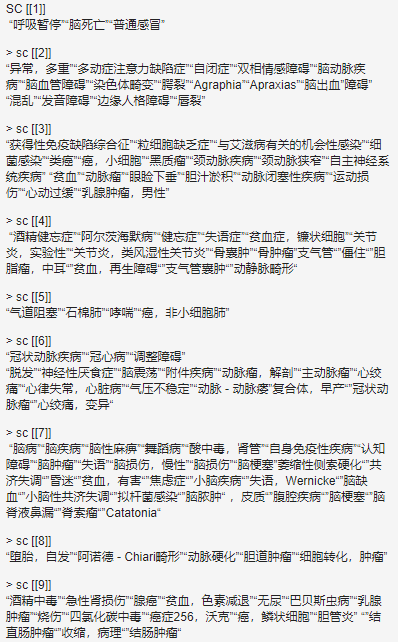 SC [[1]]
"呼吸暂停""脑死亡""普通感冒"
> sc [[2]]
"异常，多重""多动症注意力缺陷症""自闭症""双相情感障碍""脑动脉疾
病""脑血管障碍""染色体畸变""腭裂""Agraphia""Apraxias""脑出血""障碍"
"混乱""发音障碍""边缘人格障碍""唇裂"
> sc [[3]]
"获得性免疫缺陷综合征""粒细胞缺乏症""与艾滋病有关的机会性感染""细
菌感染""类癌""癌，小细胞""黑质瘤""颈动脉疾病""颈动脉狭窄""自主神经系
统疾病" "贫血""动脉瘤""眼睑下垂""胆汁淤积""动脉闭塞性疾病""运动损
伤""心动过缓""乳腺肿瘤，男性"
> sc [[4]]
"酒精健忘症""阿尔茨海默病""健忘症""失语症""贫血症，镰状细胞""关节
炎，实验性""关节炎，类风湿性关节炎""骨囊肿""骨肿瘤""支气管""僵住""胆
脂瘤，中耳""贫血，再生障碍""支气管囊肿""动静脉畸形"
> sc [[5]]
"气道阻塞""石棉肺""哮喘""癌，非小细胞肺"
> sc [[6]]
"冠状动脉疾病""冠心病""调整障碍"
"脱发""神经性厌食症""脑震荡""附件疾病""动脉瘤，解剖""主动脉瘤""心绞
痛""心律失常，心脏病""气压不稳定""动脉 - 动脉瘘""复合体，早产""冠状动
脉瘤""心绞痛，变异"
> sc [[7]]
"脑病""脑疾病""脑性麻痹""舞蹈病""酸中毒，肾管""自身免疫性疾病""认知
障碍""脑肿瘤""失语""脑损伤，慢性""脑损伤""脑梗塞""萎缩性侧索硬化""共
济失调""昏迷""贫血，有害""焦虑症""小脑疾病""失语，Wernicke""脑缺
血""小脑性共济失调""拟杆菌感染""脑脓肿" ，皮质""腹腔疾病""脑梗塞""脑
脊液鼻漏""脊索瘤""Catatonia"
> sc [[8]]
"堕胎，自发""阿诺德 - Chiari畸形""动脉硬化""胆道肿瘤""细胞转化，肿瘤"
> sc [[9]]
"酒精中毒""急性肾损伤""腺癌""贫血，色素减退""无尿""巴贝斯虫病""乳腺
肿瘤""烧伤""四氯化碳中毒""癌症256，沃克""癌，鳞状细胞""胆管炎" "结
直肠肿瘤""收缩，病理""结肠肿瘤"